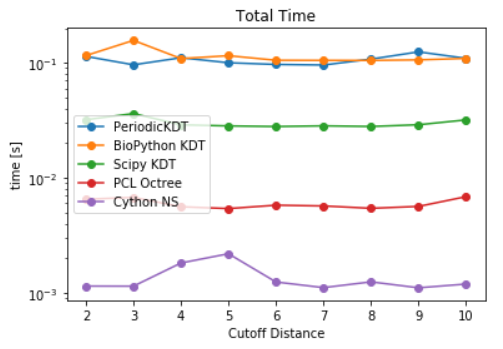 Total Time
time [s]
10⁻¹
10⁻²
10⁻³
PeriodicKDT
BioPython KDT
Scipy KDT
PCL Octree
Cython NS
2 3 4 5 6 7 8 9 10
Cutoff Distance